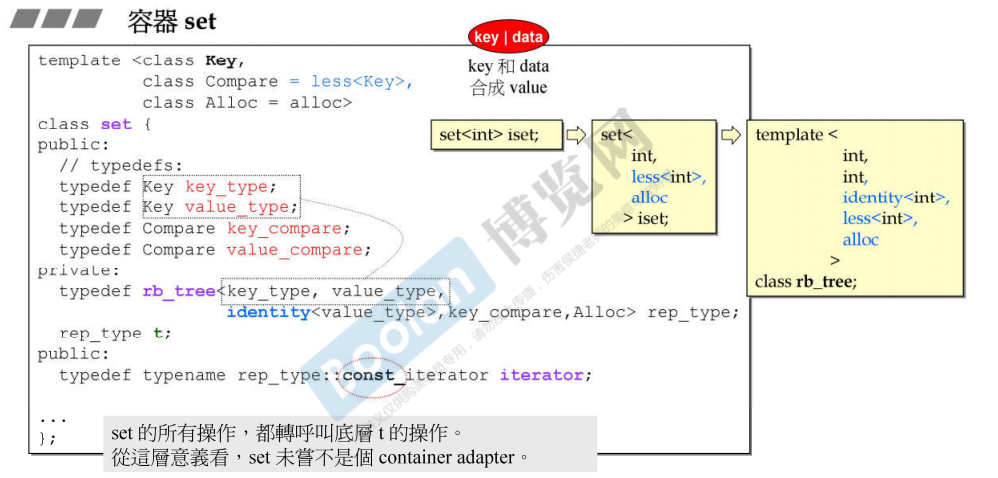 容器 set
key | data
key 和 data
合成 value
template <class Key,
class Compare = less<Key>,
class Alloc = alloc>
class set {
public:
// typedefs:
typedef Key key_type;
typedef Key value_type;
typedef Compare key_compare;
typedef Compare value_compare;
private:
typedef rb_tree<key_type, value_type,
identity<value_type>,key_compare,Alloc> rep_type;
rep_type t;
public:
typedef typename rep_type::const_iterator iterator;
...
};
set<int> iset;
set<
int,
less<int>,
alloc
> iset;
template <
int,
int,
identity<int>,
less<int>,
alloc
>
class rb_tree;
set 的所有操作，都轉呼叫底層 t 的操作。
從這層意義看，set 未嘗不是個 container adapter。
Boolan 博览网